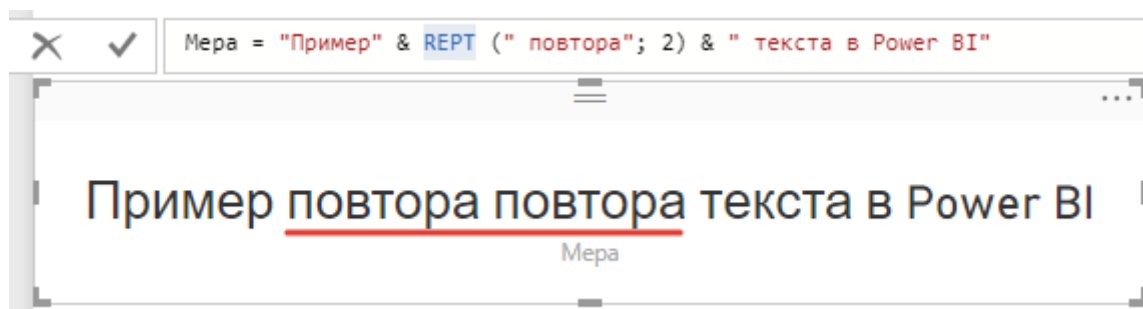 Мера = "Пример" & REPT (" повтора"; 2) & " текста в Power BI"
Пример повтора повтора текста в Power BI
Мера